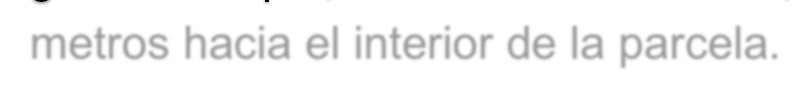 metros hacia el interior de la parcela.